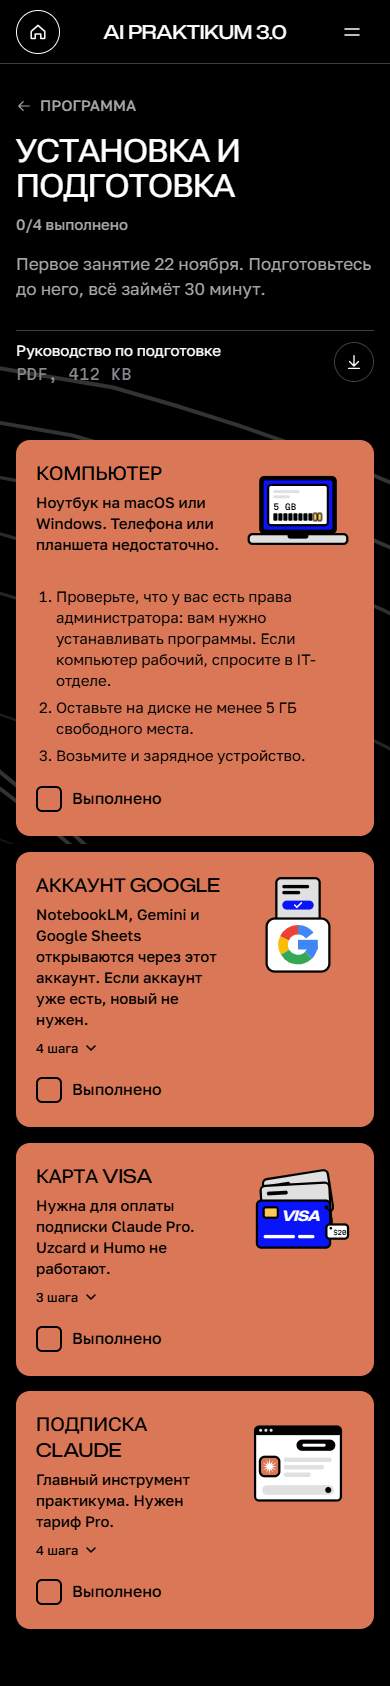 AI PRAKTIKUM 3.0
← ПРОГРАММА
УСТАНОВКА И
ПОДГОТОВКА
0/4 выполнено
Первое занятие 22 ноября. Подготовьтесь
до него, всё займёт 30 минут.
Руководство по подготовке
PDF, 412 KB
КОМПЬЮТЕР
Ноутбук на macOS или
Windows. Телефона или
планшета недостаточно.
5 GB
1. Проверьте, что у вас есть права
администратора: вам нужно
устанавливать программы. Если
компьютер рабочий, спросите в IT-
отделе.
2. Оставьте на диске не менее 5 ГБ
свободного места.
3. Возьмите и зарядное устройство.
Выполнено
АККАУНТ GOOGLE
NotebookLM, Gemini и
Google Sheets
открываются через этот
аккаунт. Если аккаунт
уже есть, новый не
нужен.
G
4 шага
Выполнено
КАРТА VISA
Нужна для оплаты
подписки Claude Pro.
Uzcard и Humo не
работают.
VISA
$20
3 шага
Выполнено
ПОДПИСКА
CLAUDE
Главный инструмент
практикума. Нужен
тариф Pro.
4 шага
Выполнено